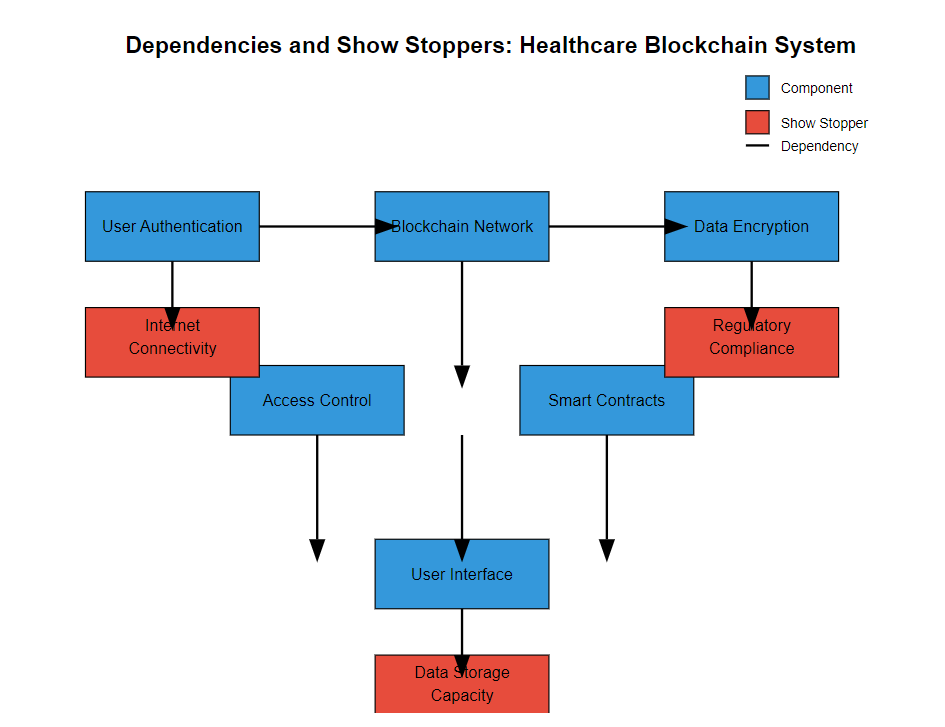 Dependencies and Show Stoppers: Healthcare Blockchain System
Component
Show Stopper
Dependency
User Authentication
Blockchain Network
Data Encryption
Internet
Connectivity
Regulatory
Compliance
Access Control
Smart Contracts
User Interface
Data Storage
Capacity